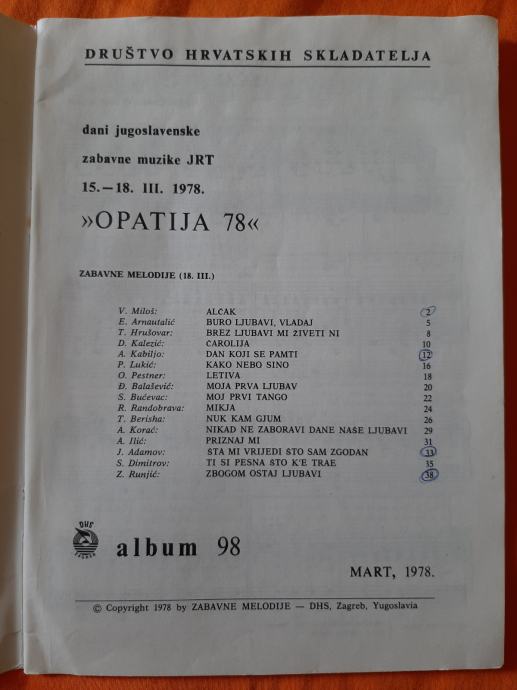 DRUŠTVO HRVATSKIH SKLADATELJA
dani jugoslavenske
zabavne muzike JRT
15.—18. III. 1978.
»OPATIJA 78«
ZABAVNE MELODIJE (18. III.)
V. Miloš: ALCAK 2
E. Arnautalić BURO LJUBAVI, VLADAJ 5
T. Hrušovar: BREZ LJUBAVI MI ŽIVETI NI 8
D. Kalezić: ČAROLIJA 10
A. Kabiljo: DAN KOJI SE PAMTI 12
P. Lukić: KAKO NEBO SINO 16
O. Pestner: LETIVA 18
Đ. Balašević: MOJA PRVA LJUBAV 20
S. Bućevac: MOJ PRVI TANGO 22
R. Randobrava: MIKJA 24
T. Berisha: NUK KAM GJUM 26
A. Korać: NIKAD NE ZABORAVI DANE NAŠE LJUBAVI 29
A. Ilić: PRIZNAJ MI 31
J. Adamov: ŠTA MI VRIJEDI ŠTO SAM ZGODAN 33
S. Dimitrov: TI SI PESNA ŠTO K'E TRAE 35
Z. Runjić: ZBOGOM OSTAJ LJUBAVI 38
DHS
ZAGREB
album 98
MART, 1978.
© Copyright 1978 by ZABAVNE MELODIJE — DHS, Zagreb, Yugoslavia